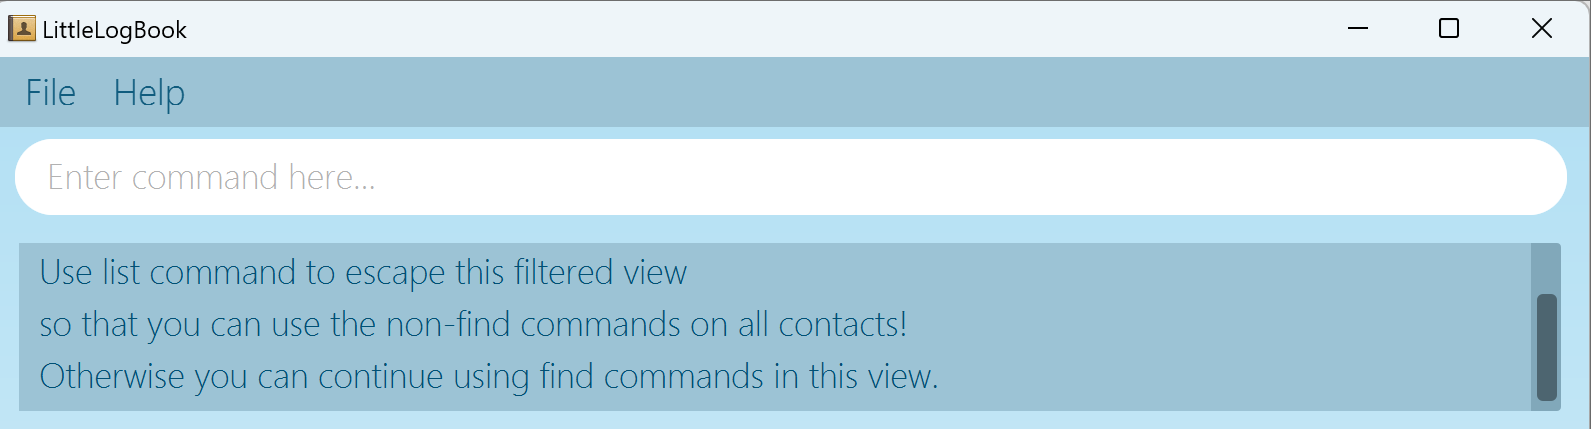 LittleLogBook
File Help
Enter command here...
Use list command to escape this filtered view
so that you can use the non-find commands on all contacts!
Otherwise you can continue using find commands in this view.